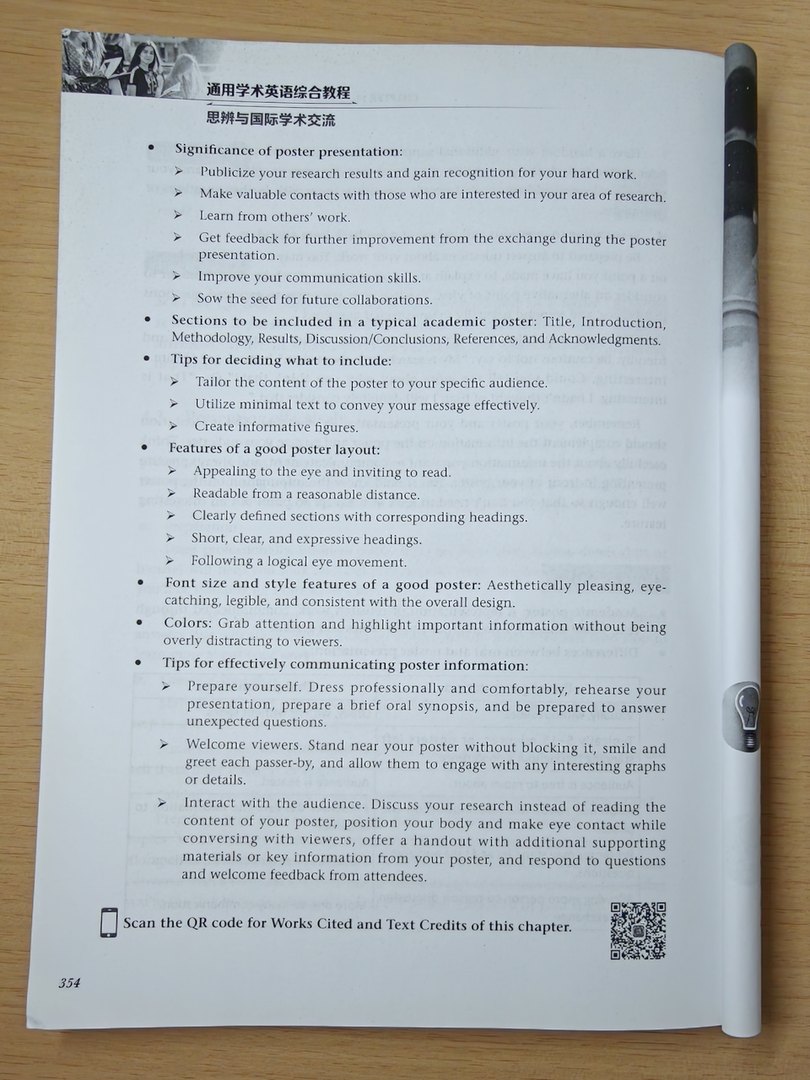 通用学术英语综合教程
思辨与国际学术交流
• Significance of poster presentation:
➢ Publicize your research results and gain recognition for your hard work.
➢ Make valuable contacts with those who are interested in your area of research.
➢ Learn from others' work.
➢ Get feedback for further improvement from the exchange during the poster
presentation.
➢ Improve your communication skills.
➢ Sow the seed for future collaborations.
• Sections to be included in a typical academic poster: Title, Introduction,
Methodology, Results, Discussion/Conclusions, References, and Acknowledgments.
• Tips for deciding what to include:
➢ Tailor the content of the poster to your specific audience.
➢ Utilize minimal text to convey your message effectively.
➢ Create informative figures.
• Features of a good poster layout:
➢ Appealing to the eye and inviting to read.
➢ Readable from a reasonable distance.
➢ Clearly defined sections with corresponding headings.
➢ Short, clear, and expressive headings.
➢ Following a logical eye movement.
• Font size and style features of a good poster: Aesthetically pleasing, eye-
catching, legible, and consistent with the overall design.
• Colors: Grab attention and highlight important information without being
overly distracting to viewers.
• Tips for effectively communicating poster information:
➢ Prepare yourself. Dress professionally and comfortably, rehearse your
presentation, prepare a brief oral synopsis, and be prepared to answer
unexpected questions.
➢ Welcome viewers. Stand near your poster without blocking it, smile and
greet each passer-by, and allow them to engage with any interesting graphs
or details.
➢ Interact with the audience. Discuss your research instead of reading the
content of your poster, position your body and make eye contact while
conversing with viewers, offer a handout with additional supporting
materials or key information from your poster, and respond to questions
and welcome feedback from attendees.
Scan the QR code for Works Cited and Text Credits of this chapter.
354